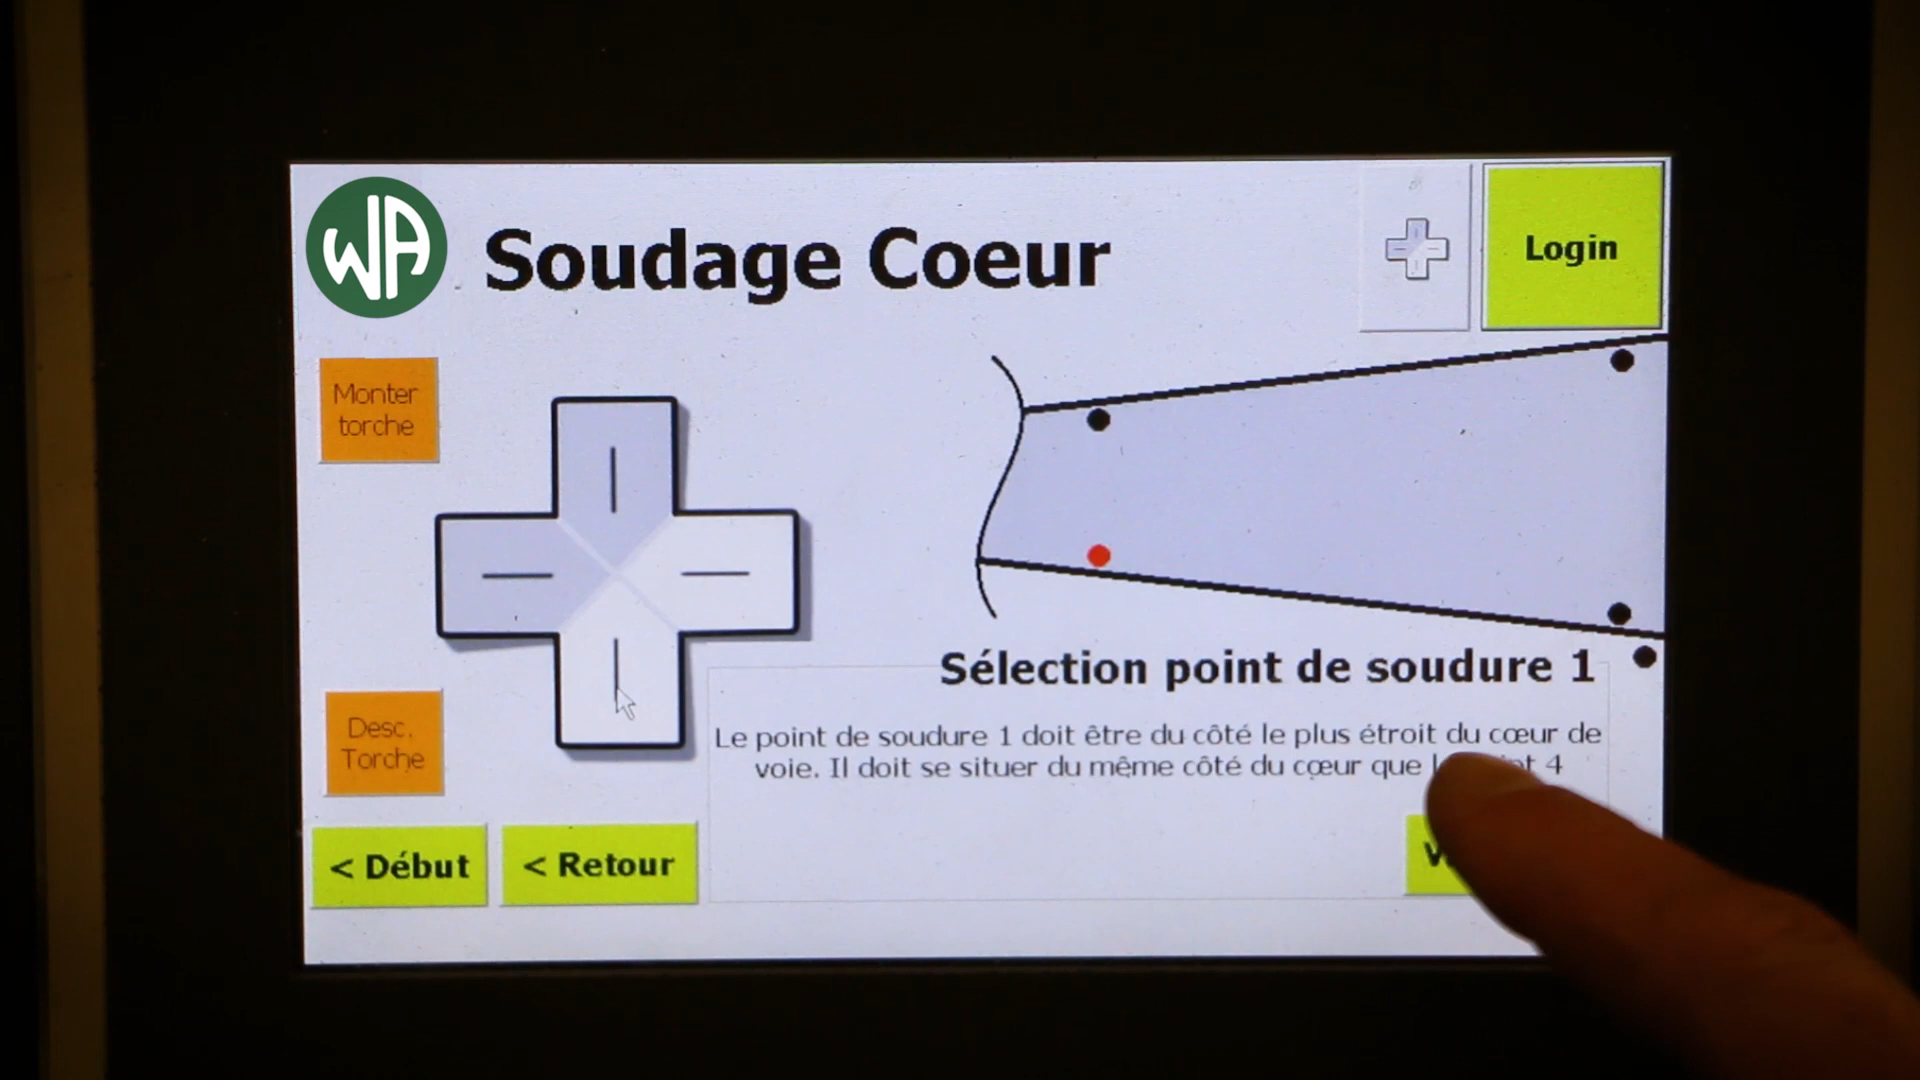 WA
Soudage Coeur
Login
Monter
torche
Sélection point de soudure 1
Desc.
Torche
Le point de soudure 1 doit être du côté le plus étroit du cœur de
voie. Il doit se situer du même côté du cœur que 4
< Début
< Retour